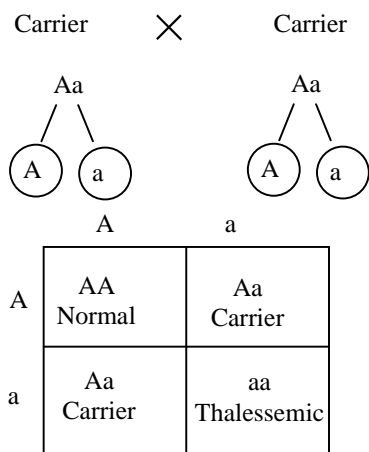 Carrier × Carrier
Aa Aa
A a A a
A a
A AA Aa
Normal Carrier
a Aa aa
Carrier Thalessemic